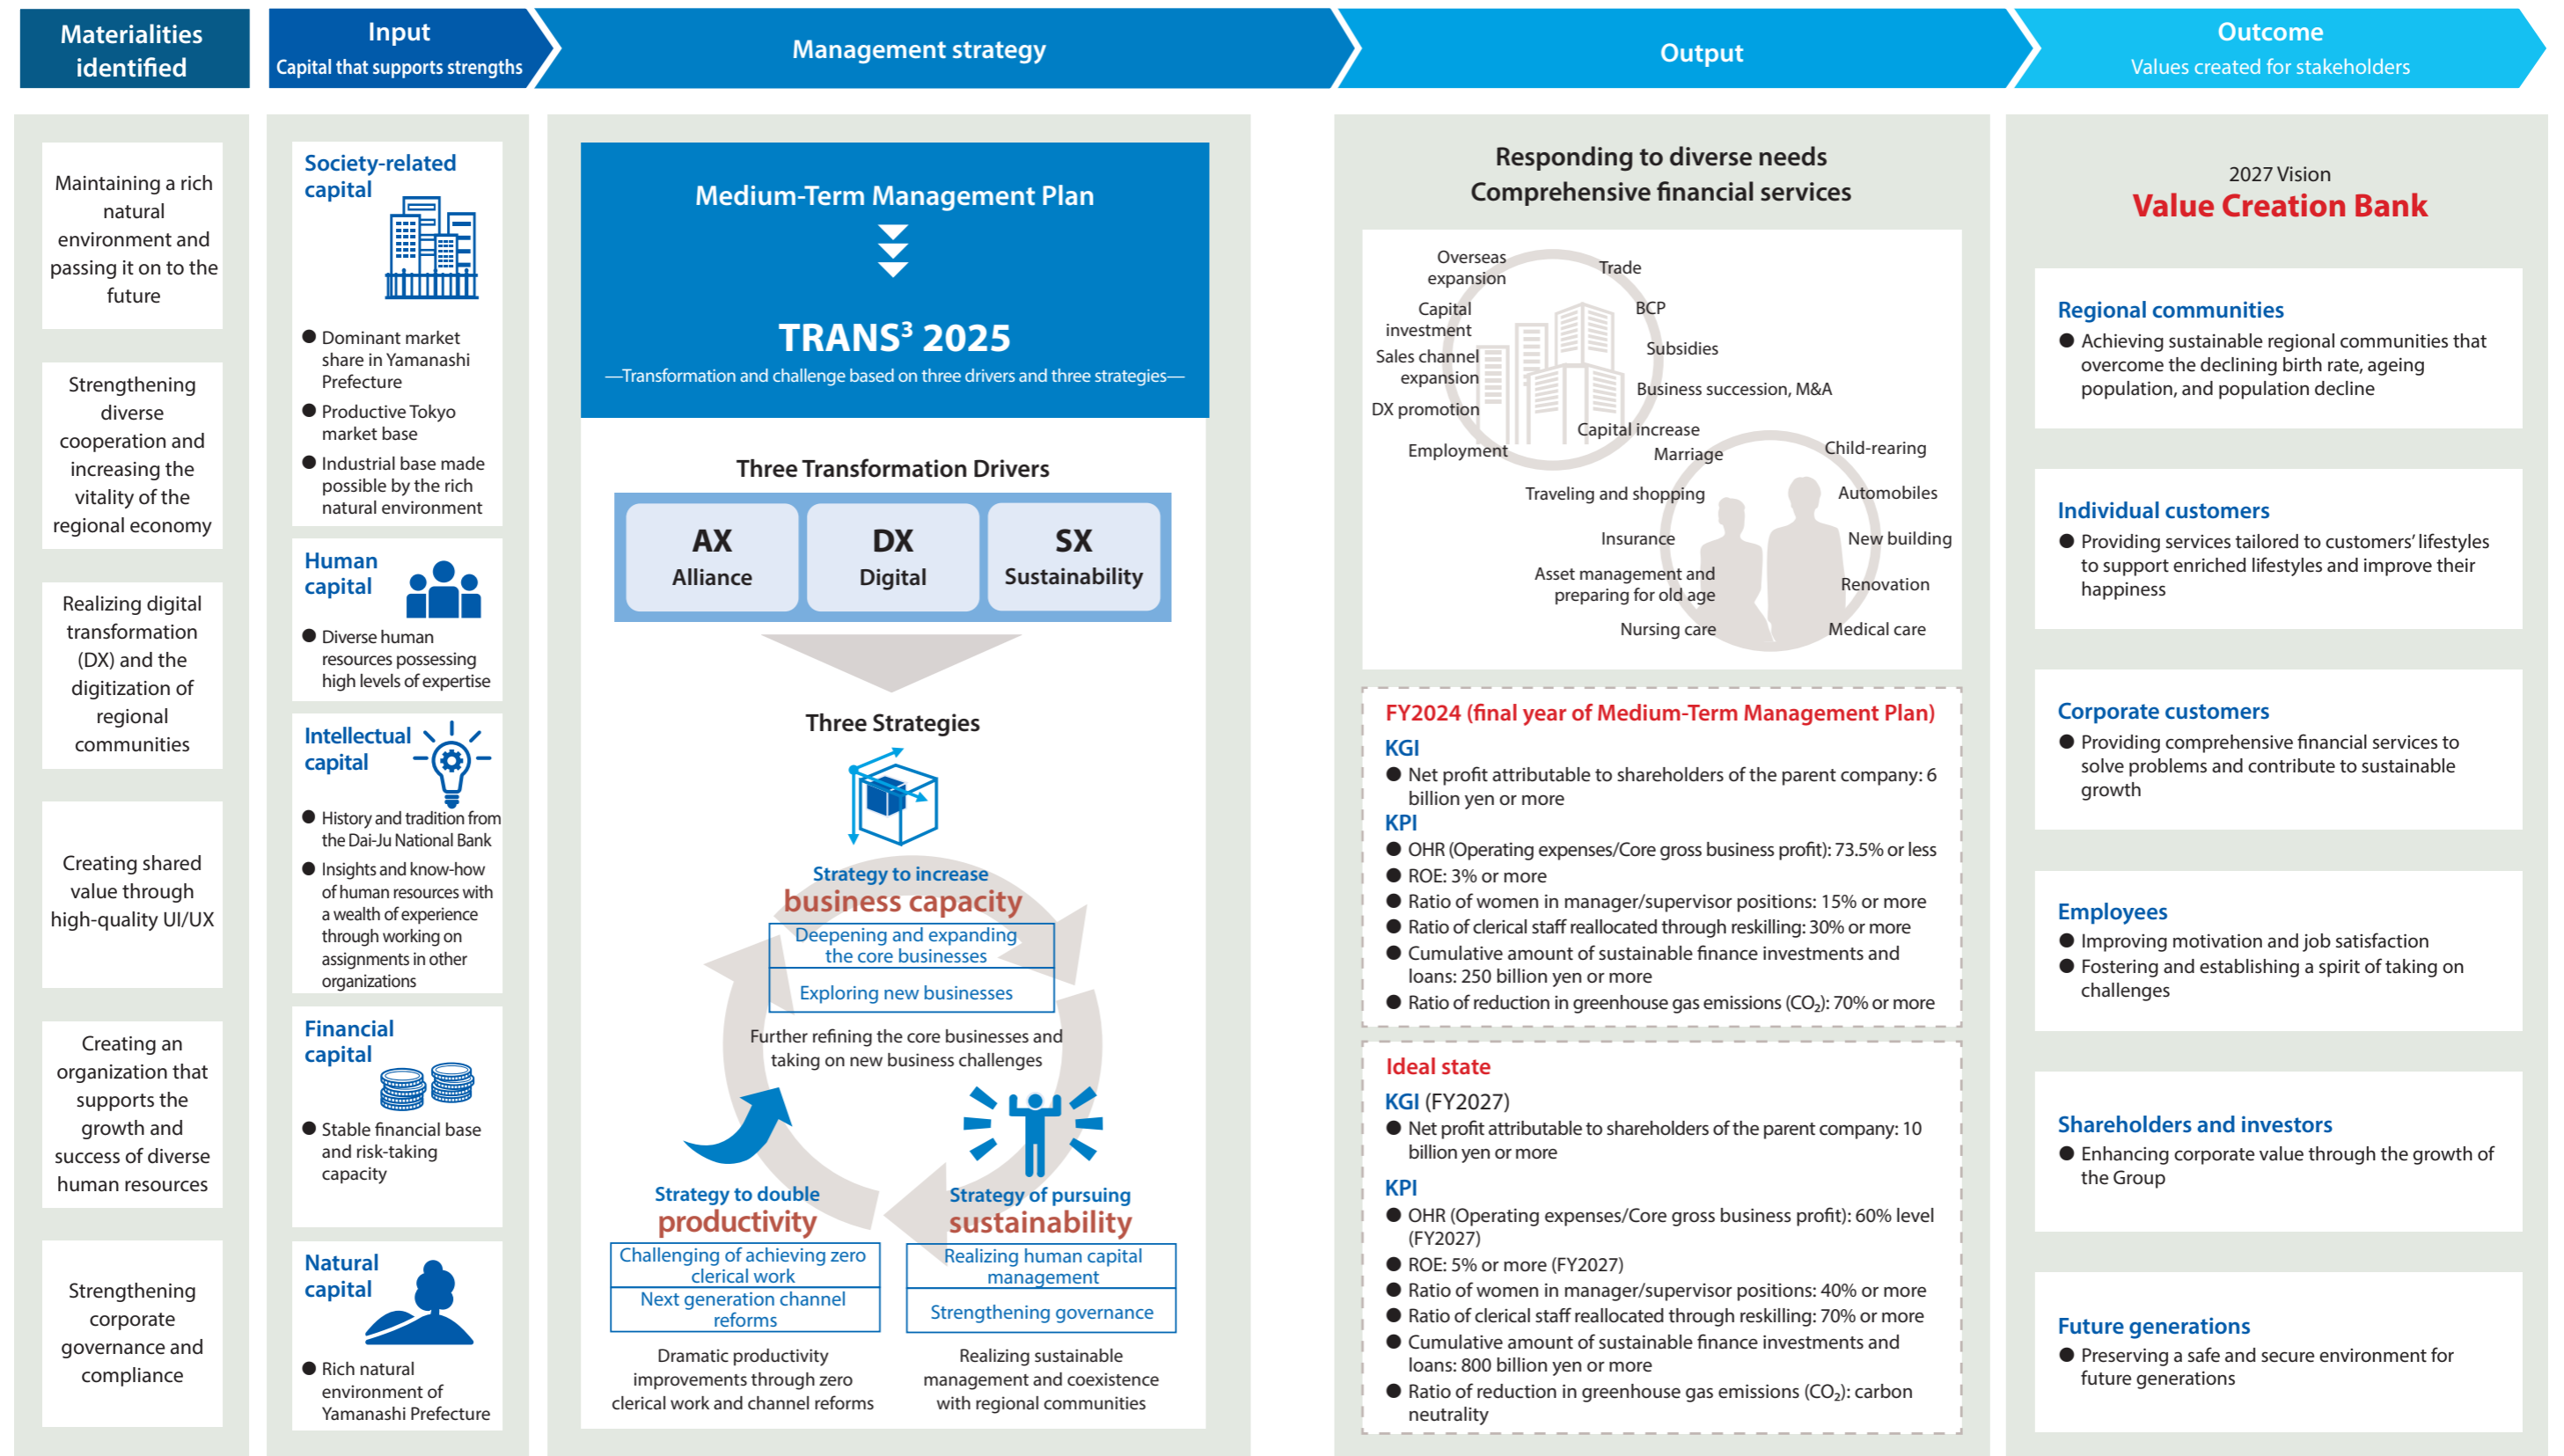 Materialities
identified
Input
Capital that supports strengths
Management strategy
Output
Outcome
Values created for stakeholders
Maintaining a rich
natural
environment and
passing it on to the
future
Strengthening
diverse
cooperation and
increasing the
vitality of the
regional economy
Realizing digital
transformation
(DX) and the
digitization of
regional
communities
Creating shared
value through
high-quality UI/UX
Creating an
organization that
supports the
growth and
success of diverse
human resources
Strengthening
corporate
governance and
compliance
Society-related
capital
● Dominant market
share in Yamanashi
Prefecture
● Productive Tokyo
market base
● Industrial base made
possible by the rich
natural environment
Human
capital
● Diverse human
resources possessing
high levels of expertise
Intellectual
capital
● History and tradition from
the Dai-Ju National Bank
● Insights and know-how
of human resources with
a wealth of experience
through working on
assignments in other
organizations
Financial
capital
● Stable financial base
and risk-taking
capacity
Natural
capital
● Rich natural
environment of
Yamanashi Prefecture
Medium-Term Management Plan
TRANS³ 2025
—Transformation and challenge based on three drivers and three strategies—
Three Transformation Drivers
AX
Alliance
DX
Digital
SX
Sustainability
Three Strategies
Strategy to increase
business capacity
Deepening and expanding
the core businesses
Exploring new businesses
Further refining the core businesses and
taking on new business challenges
Strategy to double
productivity
Challenging of achieving zero
clerical work
Next generation channel
reforms
Dramatic productivity
improvements through zero
clerical work and channel reforms
Strategy of pursuing
sustainability
Realizing human capital
management
Strengthening governance
Realizing sustainable
management and coexistence
with regional communities
Responding to diverse needs
Comprehensive financial services
Overseas
expansion
Capital
investment
Sales channel
expansion
DX promotion
Employment
Trade
BCP
Subsidies
Business succession, M&A
Capital increase
Marriage
Traveling and shopping
Insurance
Asset management and
preparing for old age
Nursing care
Child-rearing
Automobiles
New building
Renovation
Medical care
FY2024 (final year of Medium-Term Management Plan)
KGI
● Net profit attributable to shareholders of the parent company: 6
billion yen or more
KPI
● OHR (Operating expenses/Core gross business profit): 73.5% or less
● ROE: 3% or more
● Ratio of women in manager/supervisor positions: 15% or more
● Ratio of clerical staff reallocated through reskilling: 30% or more
● Cumulative amount of sustainable finance investments and
loans: 250 billion yen or more
● Ratio of reduction in greenhouse gas emissions (CO₂): 70% or more
Ideal state
KGI (FY2027)
● Net profit attributable to shareholders of the parent company: 10
billion yen or more
KPI
● OHR (Operating expenses/Core gross business profit): 60% level
(FY2027)
● ROE: 5% or more (FY2027)
● Ratio of women in manager/supervisor positions: 40% or more
● Ratio of clerical staff reallocated through reskilling: 70% or more
● Cumulative amount of sustainable finance investments and
loans: 800 billion yen or more
● Ratio of reduction in greenhouse gas emissions (CO₂): carbon
neutrality
2027 Vision
Value Creation Bank
Regional communities
● Achieving sustainable regional communities that
overcome the declining birth rate, ageing
population, and population decline
Individual customers
● Providing services tailored to customers' lifestyles
to support enriched lifestyles and improve their
happiness
Corporate customers
● Providing comprehensive financial services to
solve problems and contribute to sustainable
growth
Employees
● Improving motivation and job satisfaction
● Fostering and establishing a spirit of taking on
challenges
Shareholders and investors
● Enhancing corporate value through the growth of
the Group
Future generations
● Preserving a safe and secure environment for
future generations